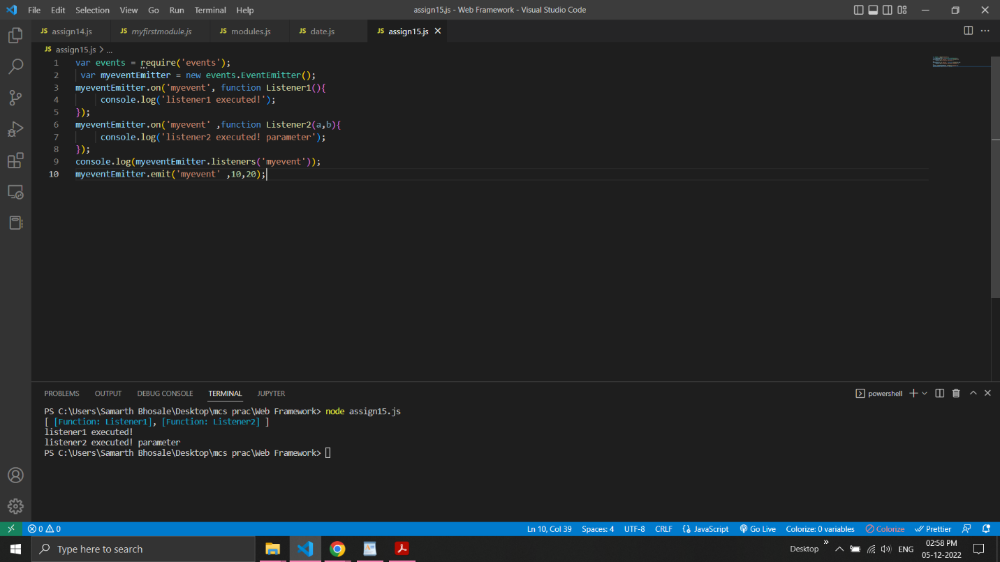 File Edit Selection View Go Run Terminal Help assign15.js - Web Framework - Visual Studio Code
JS assign14.js JS myfirstmodule.js JS modules.js JS date.js JS assign15.js
JS assign15.js > ...
1 var events = require('events');
2 var myeventEmitter = new events.EventEmitter();
3 myeventEmitter.on('myevent', function Listener1(){
4 console.log('listener1 executed!');
5 });
6 myeventEmitter.on('myevent' ,function Listener2(a,b){
7 console.log('listener2 executed! parameter');
8 });
9 console.log(myeventEmitter.listeners('myevent'));
10 myeventEmitter.emit('myevent' ,10,20);
PROBLEMS OUTPUT DEBUG CONSOLE TERMINAL JUPYTER powershell
PS C:\Users\Samarth Bhosale\Desktop\mcs prac\Web Framework> node assign15.js
[ [Function: Listener1], [Function: Listener2] ]
listener1 executed!
listener2 executed! parameter
PS C:\Users\Samarth Bhosale\Desktop\mcs prac\Web Framework>
0 0 Ln 10, Col 39 Spaces: 4 UTF-8 CRLF {} JavaScript Go Live Colorize: 0 variables Colorize Prettier
Type here to search Desktop ENG 02:58 PM
05-12-2022